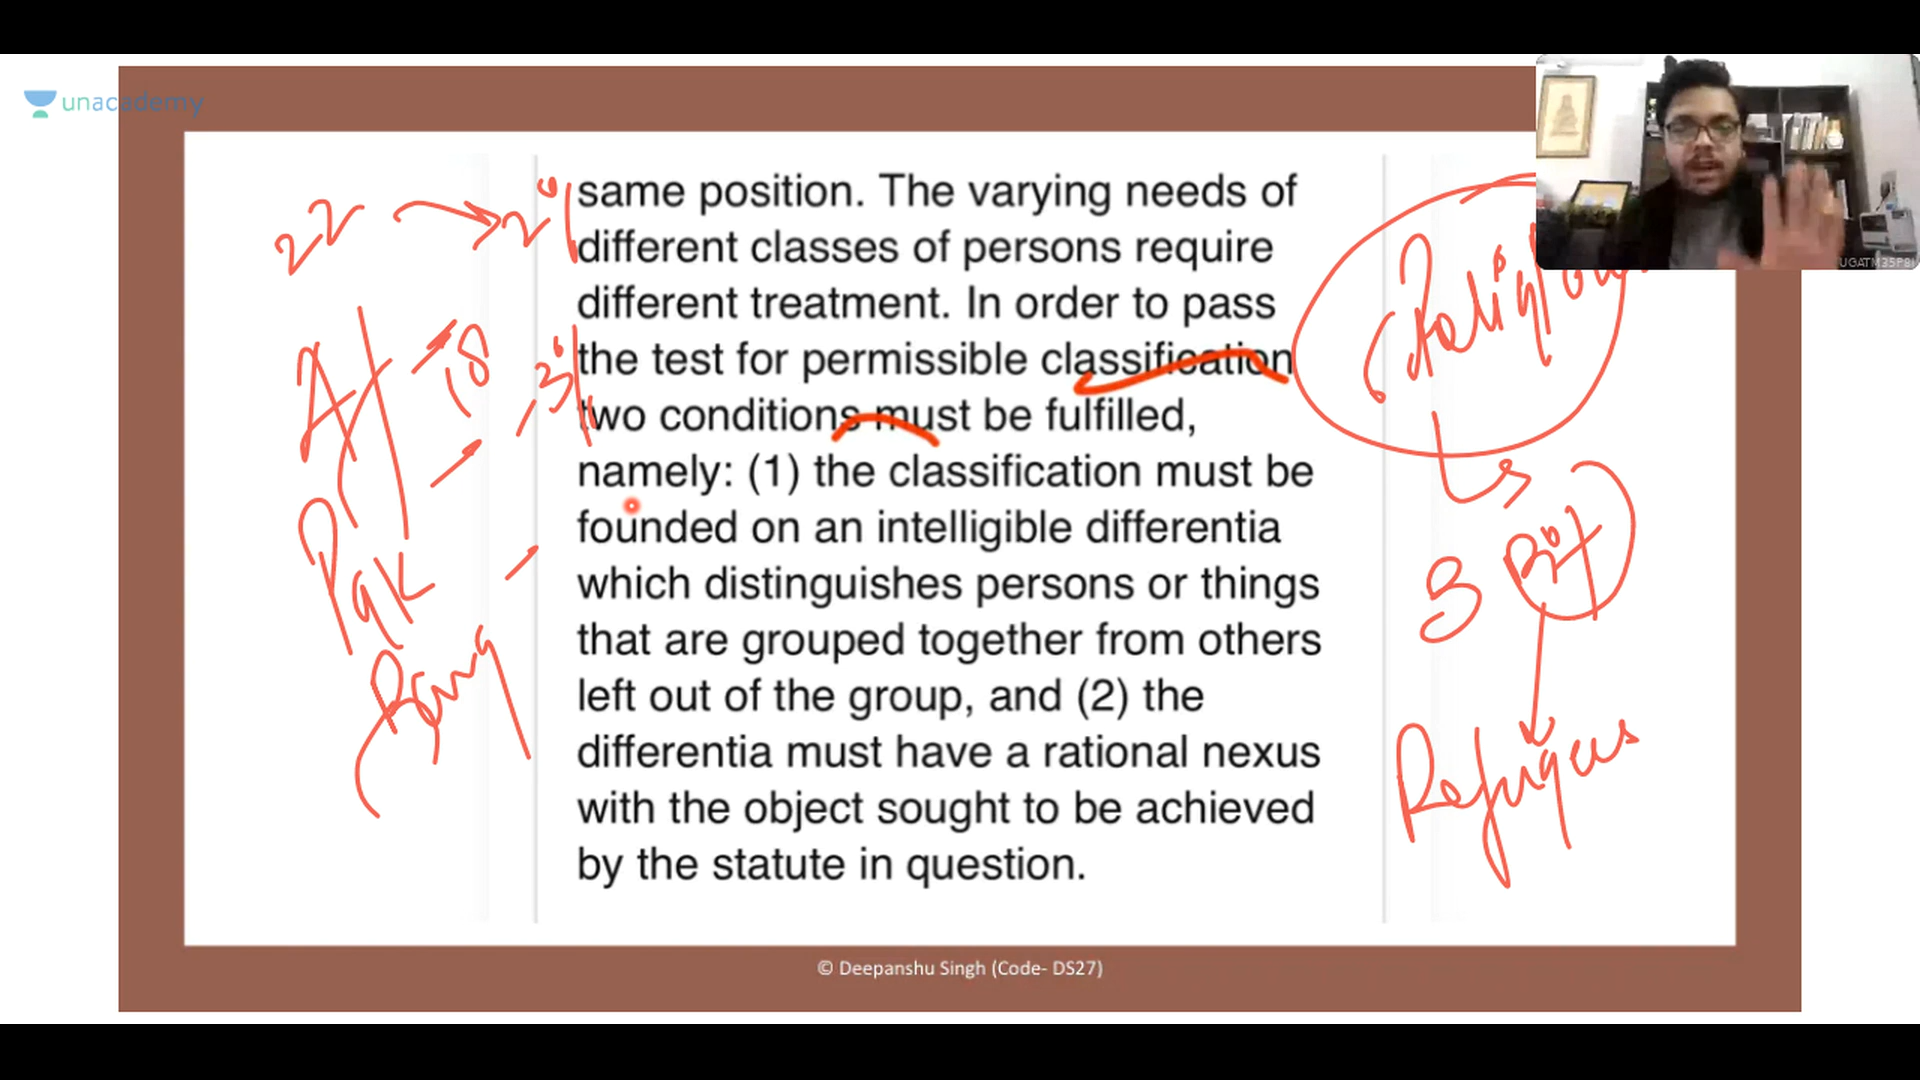 unacademy
same position. The varying needs of
different classes of persons require
different treatment. In order to pass
the test for permissible classification
two conditions must be fulfilled,
namely: (1) the classification must be
founded on an intelligible differentia
which distinguishes persons or things
that are grouped together from others
left out of the group, and (2) the
differentia must have a rational nexus
with the object sought to be achieved
by the statute in question.
22
18
Pak
Bang
Religion
Refugees
© Deepanshu Singh (Code- DS27)